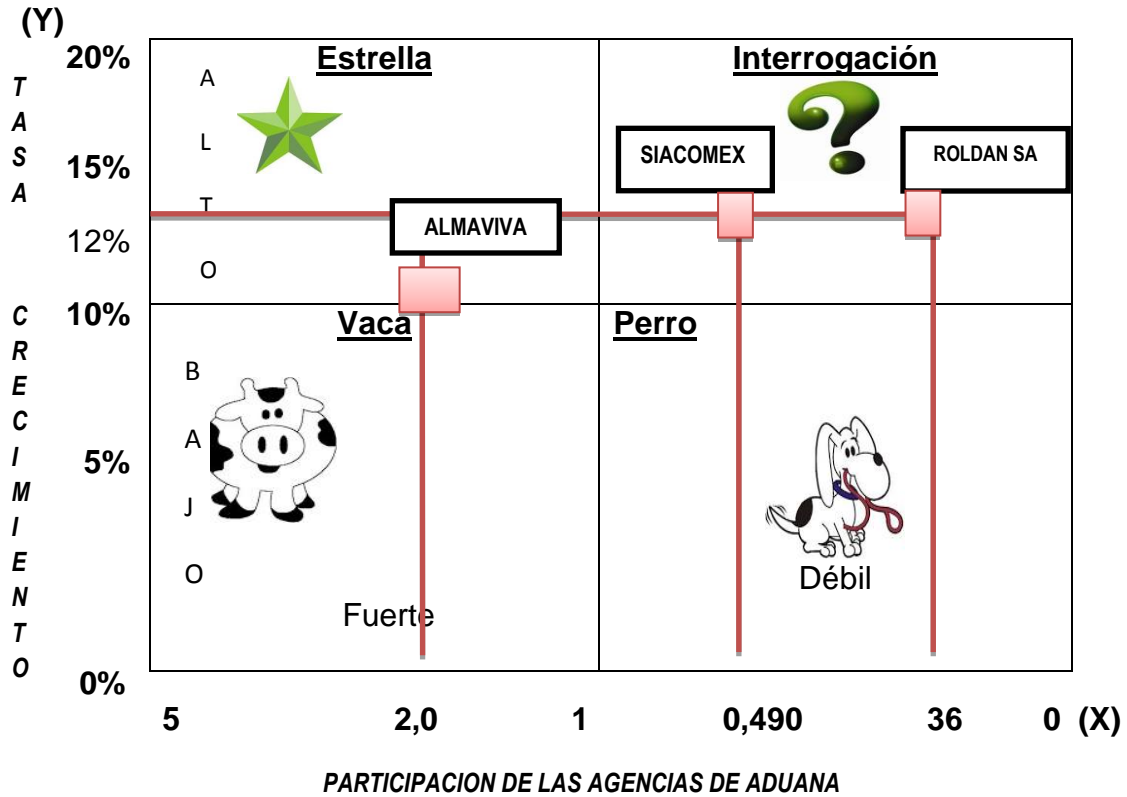 (Y)
20%
Estrella
Interrogación
A
L
T
O
SIACOMEX
ROLDAN SA
15%
ALMAVIVA
12%
10%
Vaca
Perro
B
A
J
O
5%
Débil
Fuerte
0%
T
A
S
A
C
R
E
C
I
M
I
E
N
T
O
5 2,0 1 0,490 36 0 (X)
PARTICIPACION DE LAS AGENCIAS DE ADUANA